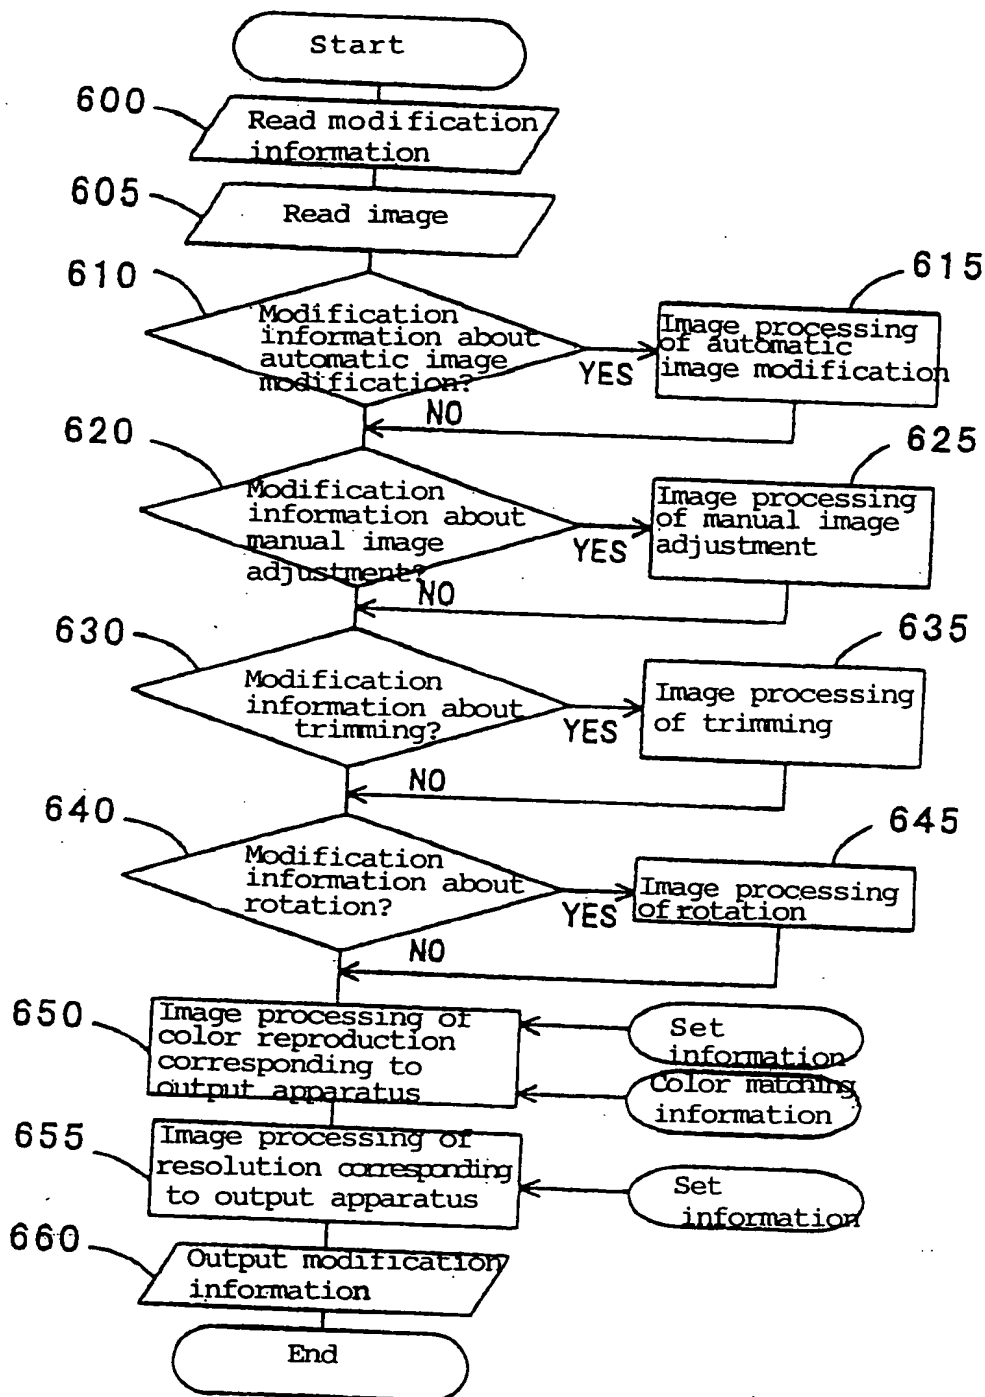 Start
600
Read modification
information
605
Read image
610
Modification
information about
automatic image
modification?
YES
615
Image processing
of automatic
image modification
NO
620
Modification
information about
manual image
adjustment?
YES
625
Image processing
of manual image
adjustment
NO
630
Modification
information about
trimming?
YES
635
Image processing
of trimming
NO
640
Modification
information about
rotation?
YES
645
Image processing
of rotation
NO
650
Image processing of
color reproduction
corresponding to
output apparatus
Set
information
Color matching
information
655
Image processing of
resolution corresponding
to output apparatus
Set
information
660
Output modification
information
End